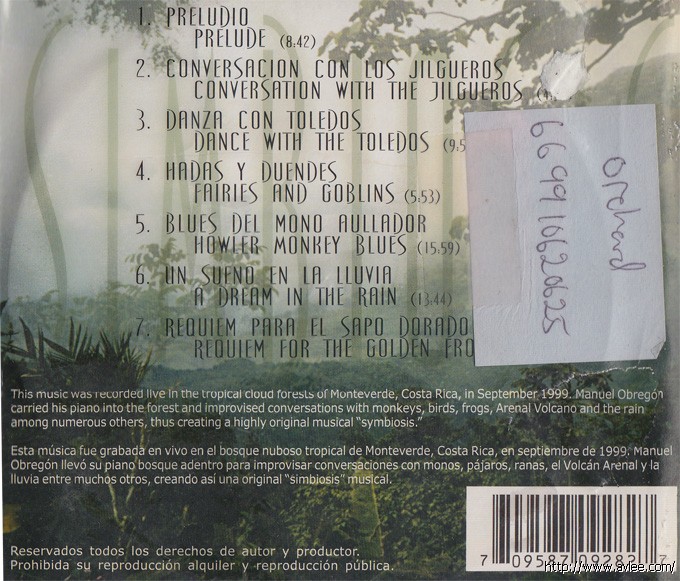 1. PRELUDIO
PRELUDE (8:42)
2. CONVERSACION CON LOS JILGUEROS
CONVERSATION WITH THE JILGUEROS
3. DANZA CON TOLEDOS
DANCE WITH THE TOLEDOS (9:5
4. HADAS Y DUENDES
FAIRIES AND GOBLINS (5:53)
5. BLUES DEL MONO AULLADOR
HOWLER MONKEY BLUES (15:59)
6. UN SUENO EN LA LLUVIA
A DREAM IN THE RAIN (13:44)
7. REQUIEM PARA EL SAPO DORADO
REQUIEM FOR THE GOLDEN FRO
orchard
669910620625
This music was recorded live in the tropical cloud forests of Monteverde, Costa Rica, in September 1999. Manuel Obregón
carried his piano into the forest and improvised conversations with monkeys, birds, frogs, Arenal Volcano and the rain
among numerous others, thus creating a highly original musical “symbiosis.”
Esta música fue grabada en vivo en el bosque nuboso tropical de Monteverde, Costa Rica, en septiembre de 1999. Manuel
Obregón llevó su piano bosque adentro para improvisar conversaciones con monos, pájaros, ranas, el Volcán Arenal y la
lluvia entre muchos otros, creando así una original “simbiosis” musical.
Reservados todos los derechos de autor y productor.
Prohibida su reproducción alquiler y reproducción pública.
7 09587 09282 7